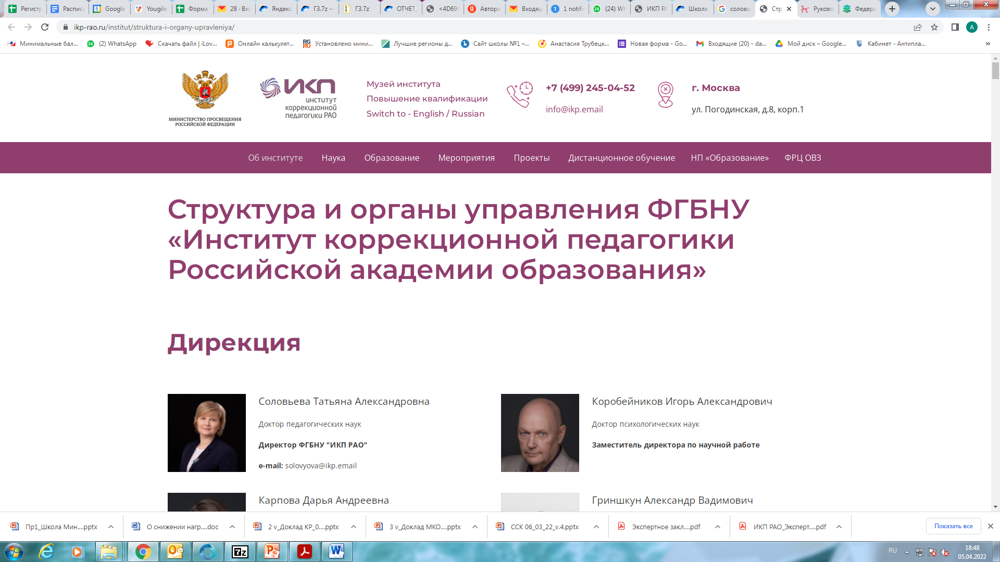 Регистр
Расписа
Google
Yougile
Форма
28 · Вхо
Яндекс
ГЗ.7z —
ГЗ.7z
ОТЧЕТ_
<4D696
Автори
Входящ
1 notifi
(24) Wh
ИКП РА
Школа
соловь
Стр
Руково
Федера
ikp-rao.ru/institut/struktura-i-organy-upravleniya/
A
Минимальные бал...
(2) WhatsApp
Скачать файл | iLov...
Онлайн калькулят...
Установлено мини...
Лучшие регионы д...
Сайт школы №1 –...
Анастасия Трубецк...
Новая форма - Go...
Входящие (20) - da...
Мой диск – Google...
Кабинет - Антипла...
»
МИНИСТЕРСТВО ПРОСВЕЩЕНИЯ
РОССИЙСКОЙ ФЕДЕРАЦИИ
ИКП
ИНСТИТУТ
коррекционной
педагогики РАО
Музей института
Повышение квалификации
Switch to - English / Russian
+7 (499) 245-04-52
info@ikp.email
г. Москва
ул. Погодинская, д.8, корп.1
Об институте
Наука
Образование
Мероприятия
Проекты
Дистанционное обучение
НП «Образование»
ФРЦ ОВЗ
Структура и органы управления ФГБНУ
«Институт коррекционной педагогики
Российской академии образования»
Дирекция
Соловьева Татьяна Александровна
Доктор педагогических наук
Директор ФГБНУ "ИКП РАО"
e-mail: solovyova@ikp.email
Коробейников Игорь Александрович
Доктор психологических наук
Заместитель директора по научной работе
Карпова Дарья Андреевна
Гриншкун Александр Вадимович
Пр1_Школа Мин....pptx
О снижении нагр....doc
2 v_Доклад КР_0....pptx
3 v_Доклад МКО....pptx
ССК 06_03_22_v.4.pptx
Экспертное закл....pdf
ИКП РАО_Эксперт....pdf
Показать все
7z
RU
18:48
05.04.2022